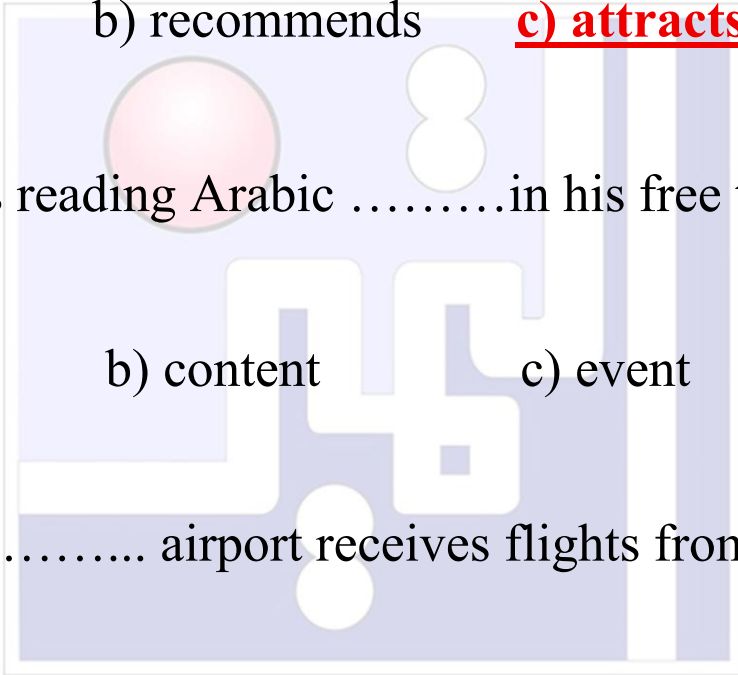 b) recommends c) attracts
reading Arabic ………in his free
b) content c) event
……... airport receives flights from